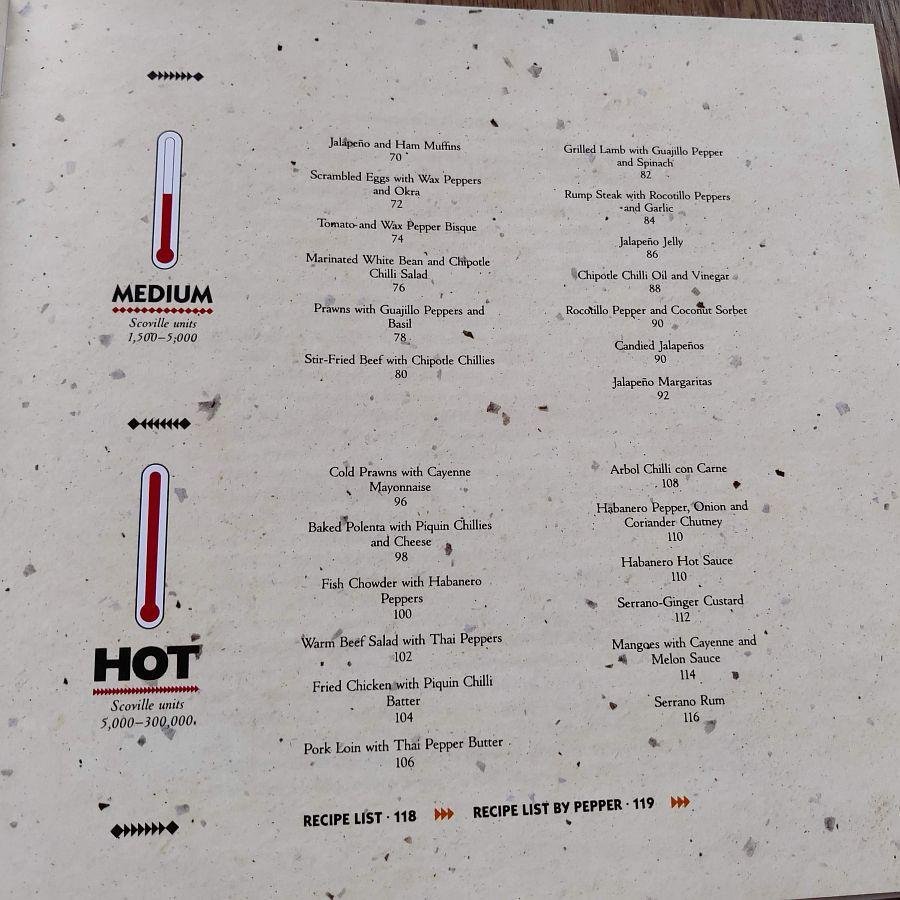 MEDIUM
Scoville units
1,500–5,000
Jalapeño and Ham Muffins
70
Scrambled Eggs with Wax Peppers
and Okra
72
Tomato and Wax Pepper Bisque
74
Marinated White Bean and Chipotle
Chilli Salad
76
Prawns with Guajillo Peppers and
Basil
78
Stir-Fried Beef with Chipotle Chillies
80
Grilled Lamb with Guajillo Pepper
and Spinach
82
Rump Steak with Rocotillo Peppers
and Garlic
84
Jalapeño Jelly
86
Chipotle Chilli Oil and Vinegar
88
Rocotillo Pepper and Coconut Sorbet
90
Candied Jalapeños
90
Jalapeño Margaritas
92
HOT
Scoville units
5,000–300,000
Cold Prawns with Cayenne
Mayonnaise
96
Baked Polenta with Piquin Chillies
and Cheese
98
Fish Chowder with Habanero
Peppers
100
Warm Beef Salad with Thai Peppers
102
Fried Chicken with Piquin Chilli
Batter
104
Pork Loin with Thai Pepper Butter
106
Arbol Chilli con Carne
108
Habanero Pepper, Onion and
Coriander Chutney
110
Habanero Hot Sauce
110
Serrano-Ginger Custard
112
Mangoes with Cayenne and
Melon Sauce
114
Serrano Rum
116
RECIPE LIST · 118 RECIPE LIST BY PEPPER · 119